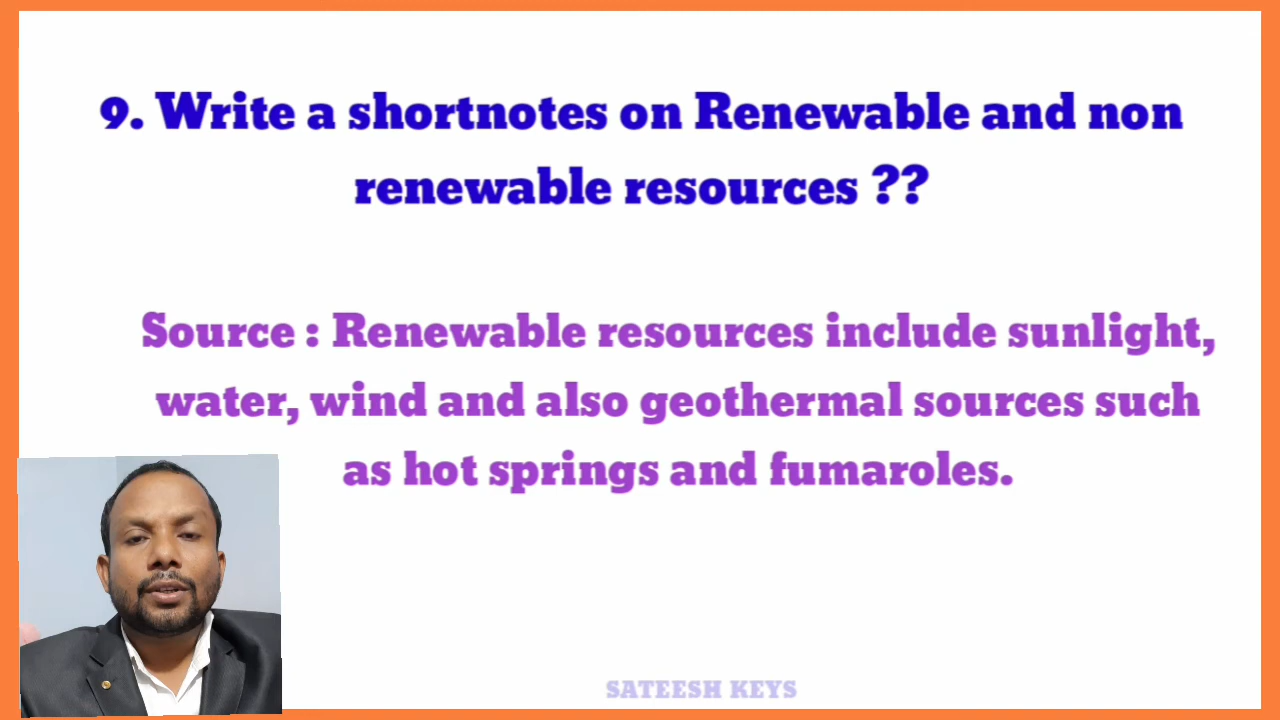 9. Write a shortnotes on Renewable and non
renewable resources ??
Source : Renewable resources include sunlight,
water, wind and also geothermal sources such
as hot springs and fumaroles.
SATEESH KEYS